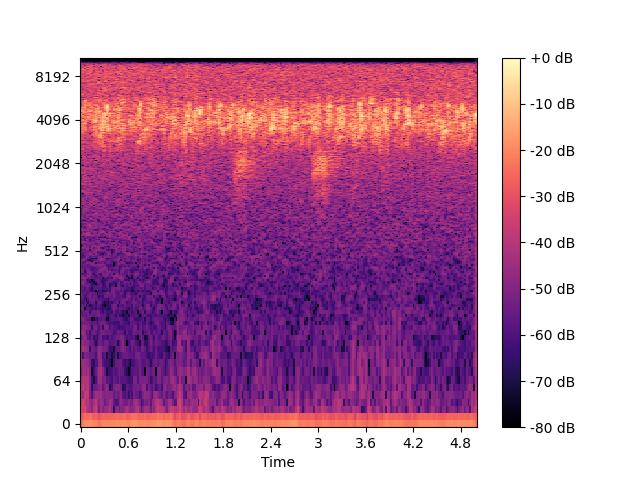 8192
4096
2048
1024
512
256
128
64
0
Hz
0 0.6 1.2 1.8 2.4 3 3.6 4.2 4.8
Time
+0 dB
-10 dB
-20 dB
-30 dB
-40 dB
-50 dB
-60 dB
-70 dB
-80 dB